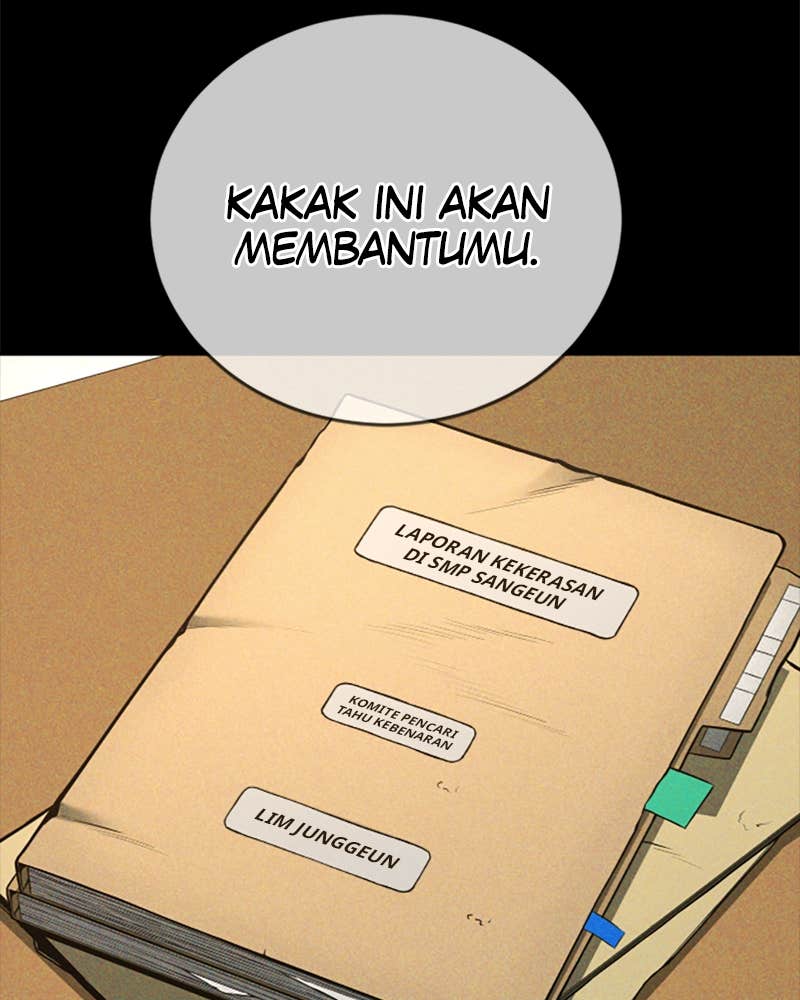 KAKAK INI AKAN
MEMBANTUMU.
LAPORAN KEKERASAN
DI SMP SANGEUN
KOMITE PENCARI
TAHU KEBENARAN
LIM JUNGGEUN